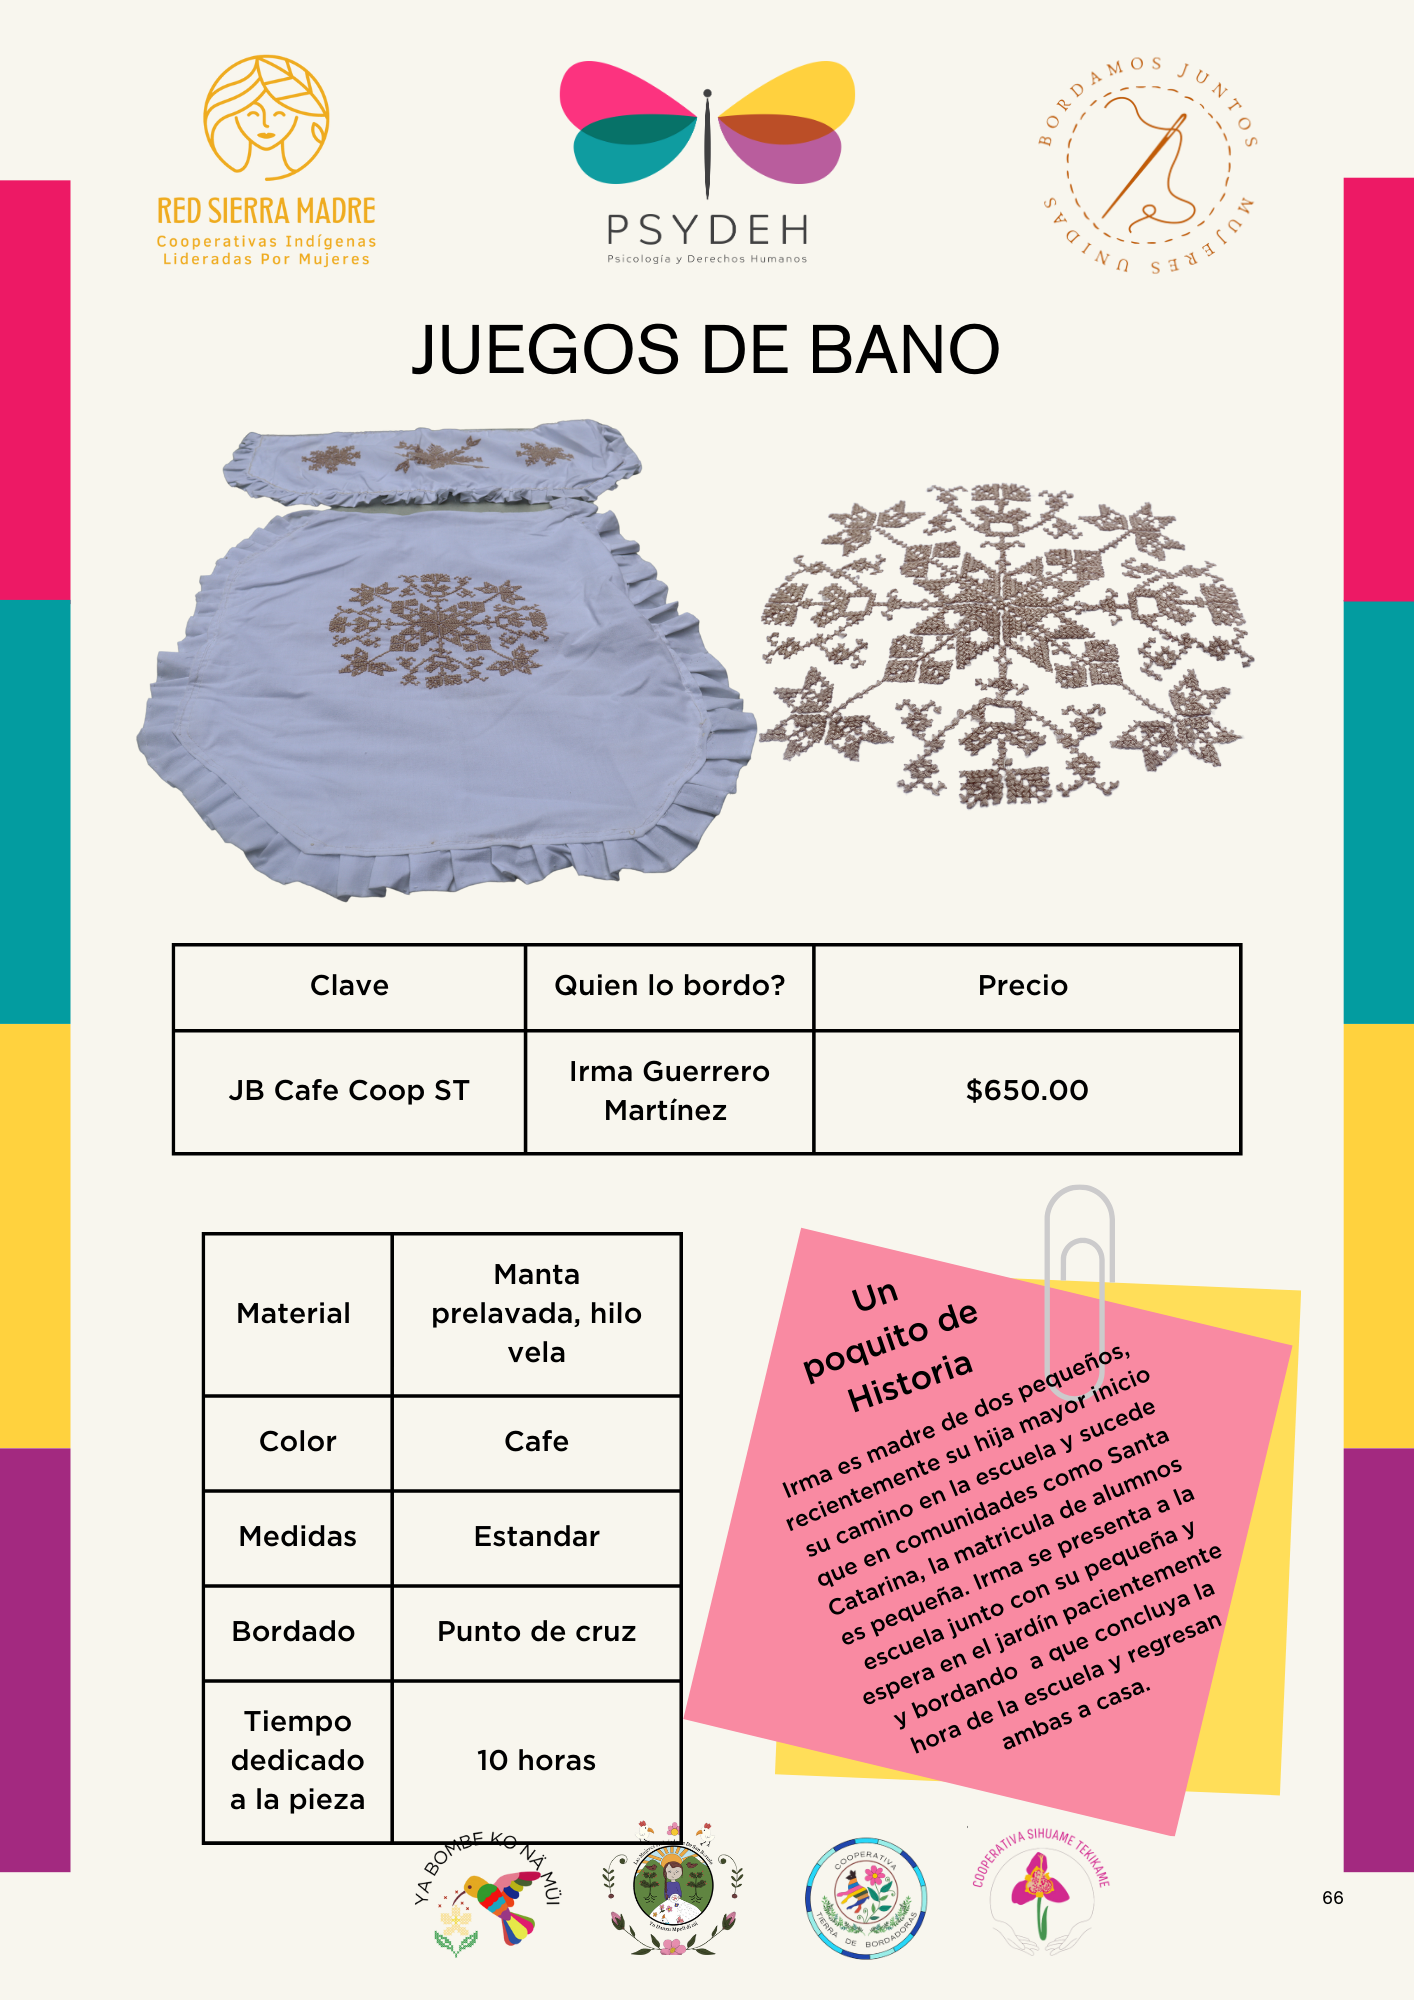 RED SIERRA MADRE
Cooperativas Indígenas
Lideradas Por Mujeres
PSYDEH
Psicología y Derechos Humanos
BORDAMOS JUNTOS
MUJERES UNIDAS
JUEGOS DE BANO
Clave
Quien lo bordo?
Precio
JB Cafe Coop ST
Irma Guerrero
Martínez
$650.00
Material
Manta
prelavada, hilo
vela
Color
Cafe
Medidas
Estandar
Bordado
Punto de cruz
Tiempo
dedicado
a la pieza
10 horas
Un
poquito de
Historia
Irma es madre de dos pequeños,
recientemente su hija mayor inicio
su camino en la escuela y sucede
que en comunidades como Santa
Catarina, la matricula de alumnos
es pequeña. Irma se presenta a la
escuela junto con su pequeña y
espera en el jardín pacientemente
y bordando  a que concluya la
hora de la escuela y regresan
ambas a casa.
YA BOMBE KO NÄ MÜI
COOPERATIVA
TIERRA DE BORDADORAS
COOPERATIVA SIHUAME TEKIKAME
66